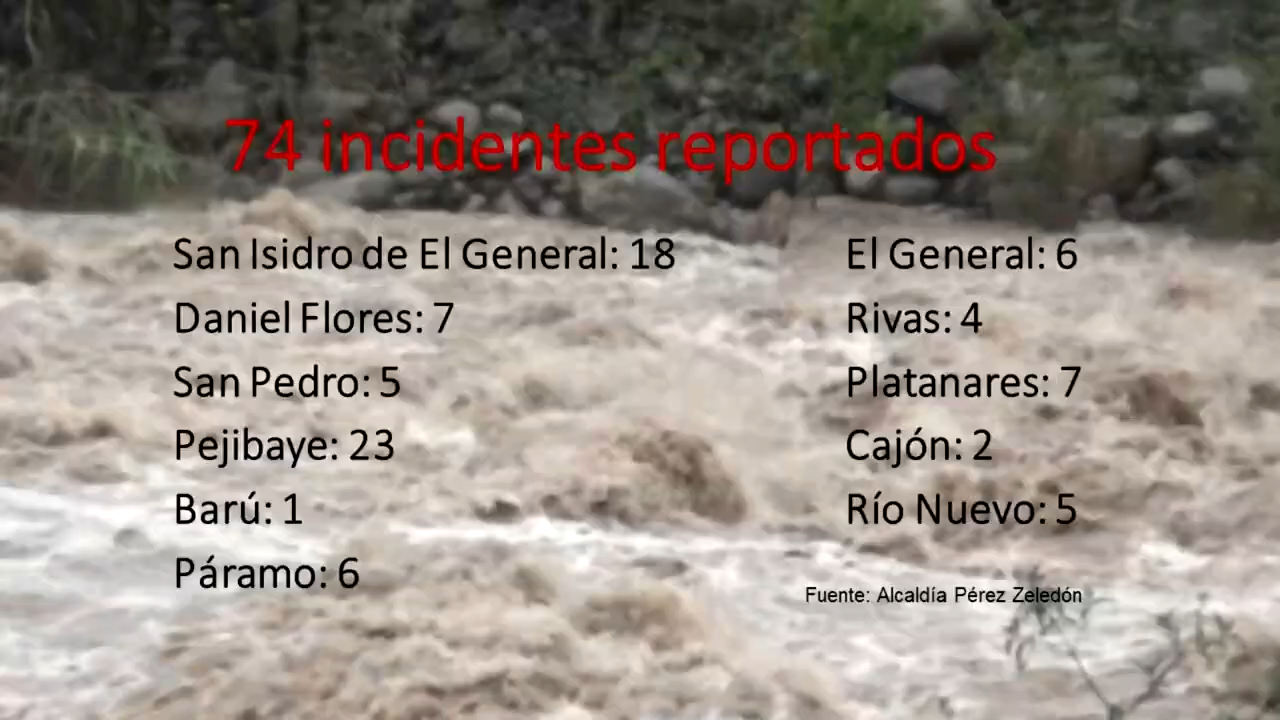 74 incidentes reportados
San Isidro de El General: 18
Daniel Flores: 7
San Pedro: 5
Pejibaye: 23
Barú: 1
Páramo: 6
El General: 6
Rivas: 4
Platanares: 7
Cajón: 2
Río Nuevo: 5
Fuente: Alcaldía Pérez Zeledón